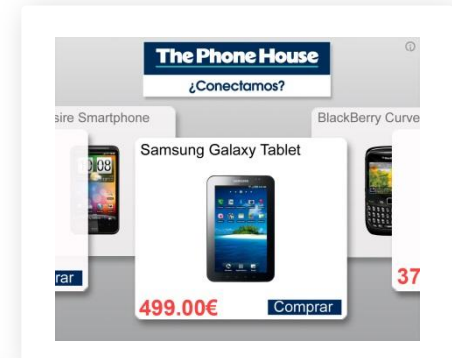 The Phone House
¿Conectamos?
sire Smartphone
BlackBerry Curve
Samsung Galaxy Tablet
rar
37
499.00€
Comprar